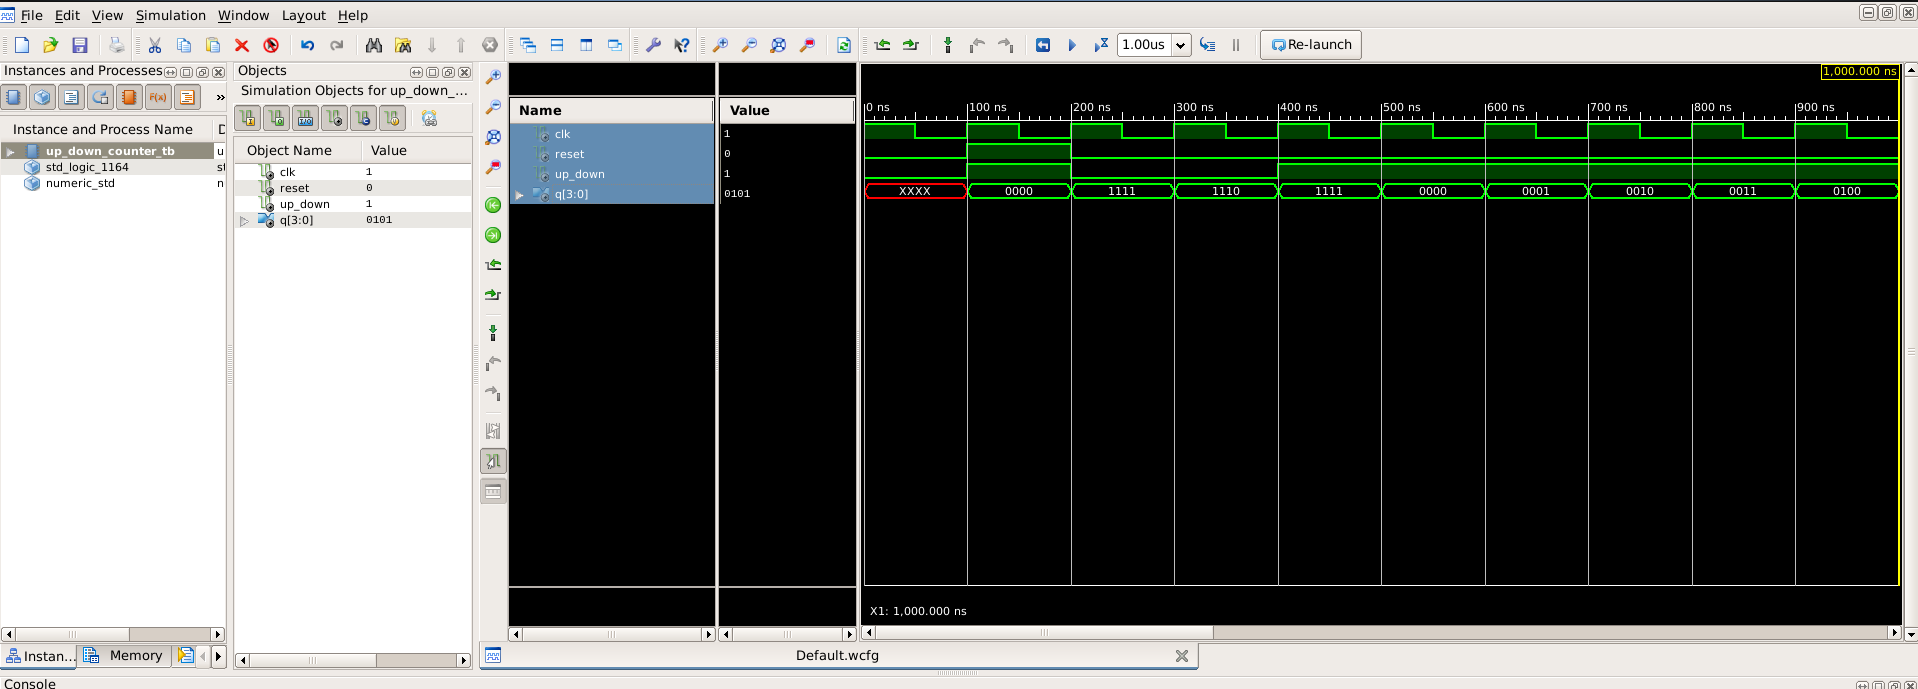 File Edit View Simulation Window Layout Help
1.00us Re-launch
Instances and Processes
»
Instance and Process Name D
up_down_counter_tb u
std_logic_1164 st
numeric_std n
Instan... Memory
Objects
Simulation Objects for up_down_...
Object Name Value
clk 1
reset 0
up_down 1
q[3:0] 0101
Name Value
clk 1
reset 0
up_down 1
q[3:0] 0101
1,000.000 ns
0 ns 100 ns 200 ns 300 ns 400 ns 500 ns 600 ns 700 ns 800 ns 900 ns
XXXX 0000 1111 1110 1111 0000 0001 0010 0011 0100
X1: 1,000.000 ns
Default.wcfg
Console